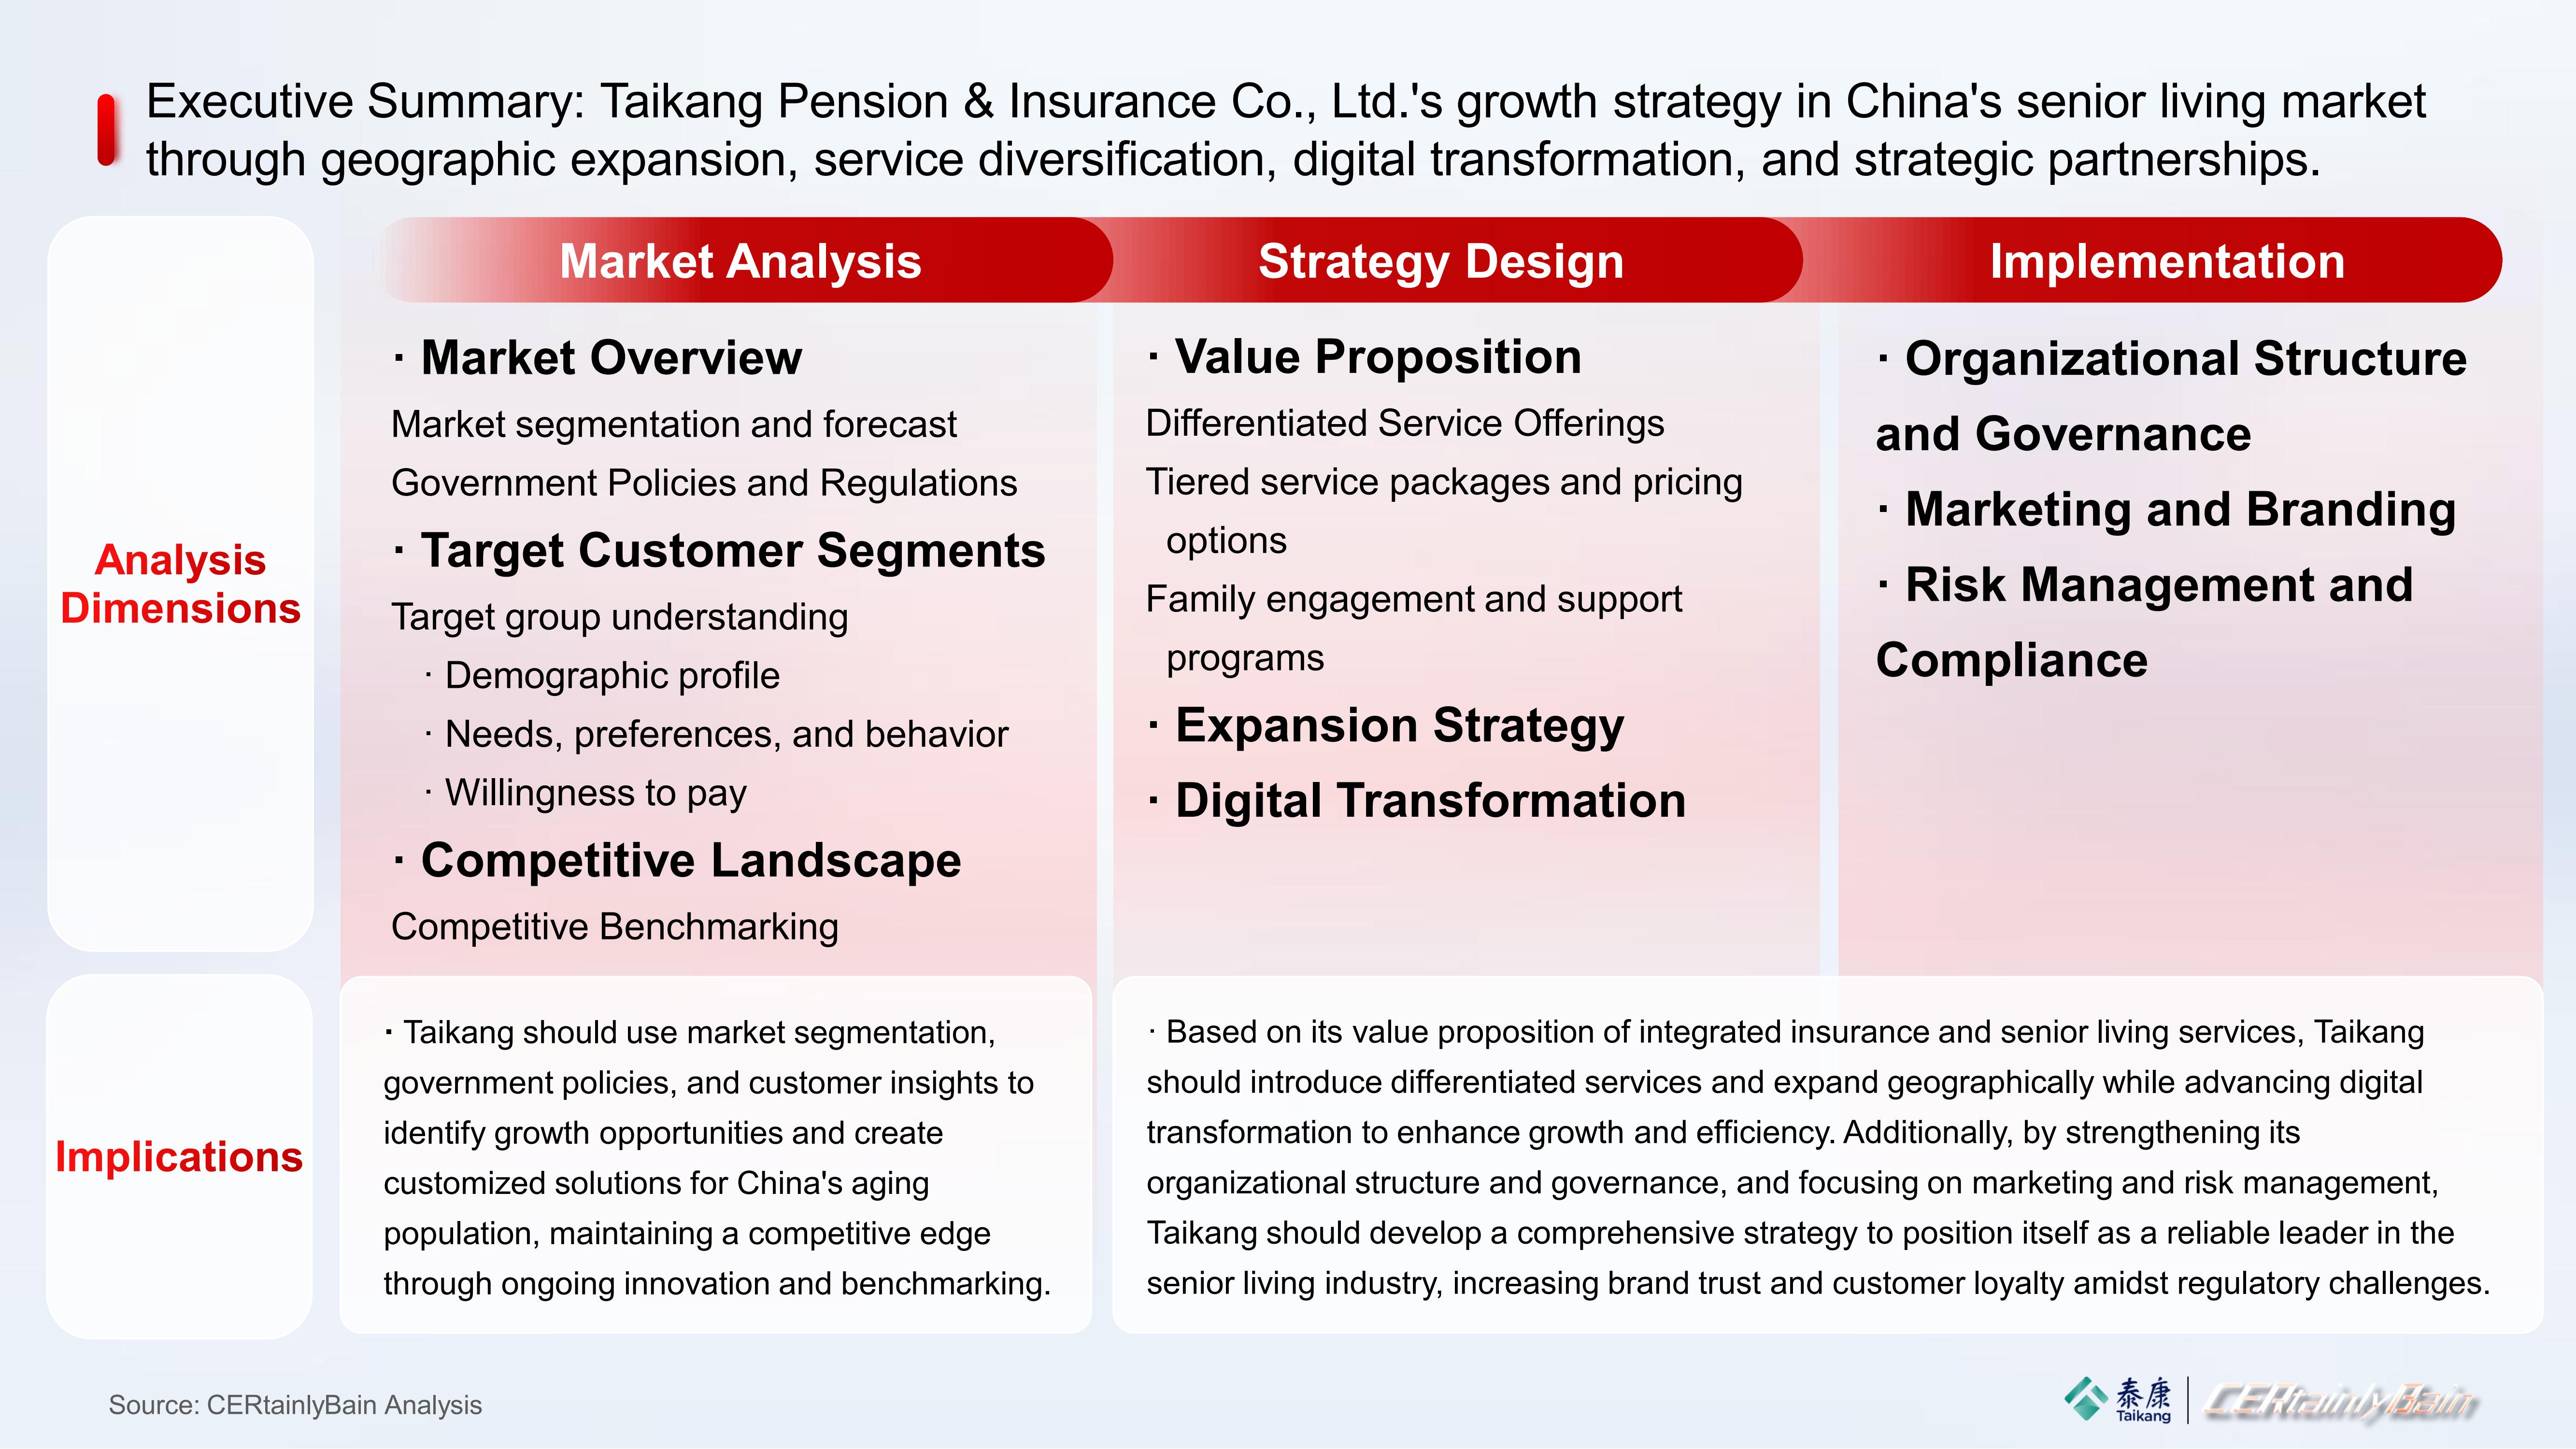 Executive Summary: Taikang Pension & Insurance Co., Ltd.'s growth strategy in China's senior living market
through geographic expansion, service diversification, digital transformation, and strategic partnerships.
Market Analysis
Strategy Design
Implementation
Analysis
Dimensions
· Market Overview
Market segmentation and forecast
Government Policies and Regulations
· Target Customer Segments
Target group understanding
· Demographic profile
· Needs, preferences, and behavior
· Willingness to pay
· Competitive Landscape
Competitive Benchmarking
· Value Proposition
Differentiated Service Offerings
Tiered service packages and pricing
options
Family engagement and support
programs
· Expansion Strategy
· Digital Transformation
· Organizational Structure
and Governance
· Marketing and Branding
· Risk Management and
Compliance
Implications
· Taikang should use market segmentation,
government policies, and customer insights to
identify growth opportunities and create
customized solutions for China's aging
population, maintaining a competitive edge
through ongoing innovation and benchmarking.
· Based on its value proposition of integrated insurance and senior living services, Taikang
should introduce differentiated services and expand geographically while advancing digital
transformation to enhance growth and efficiency. Additionally, by strengthening its
organizational structure and governance, and focusing on marketing and risk management,
Taikang should develop a comprehensive strategy to position itself as a reliable leader in the
senior living industry, increasing brand trust and customer loyalty amidst regulatory challenges.
Source: CERtainlyBain Analysis
泰康
Taikang
CERtainlyBain